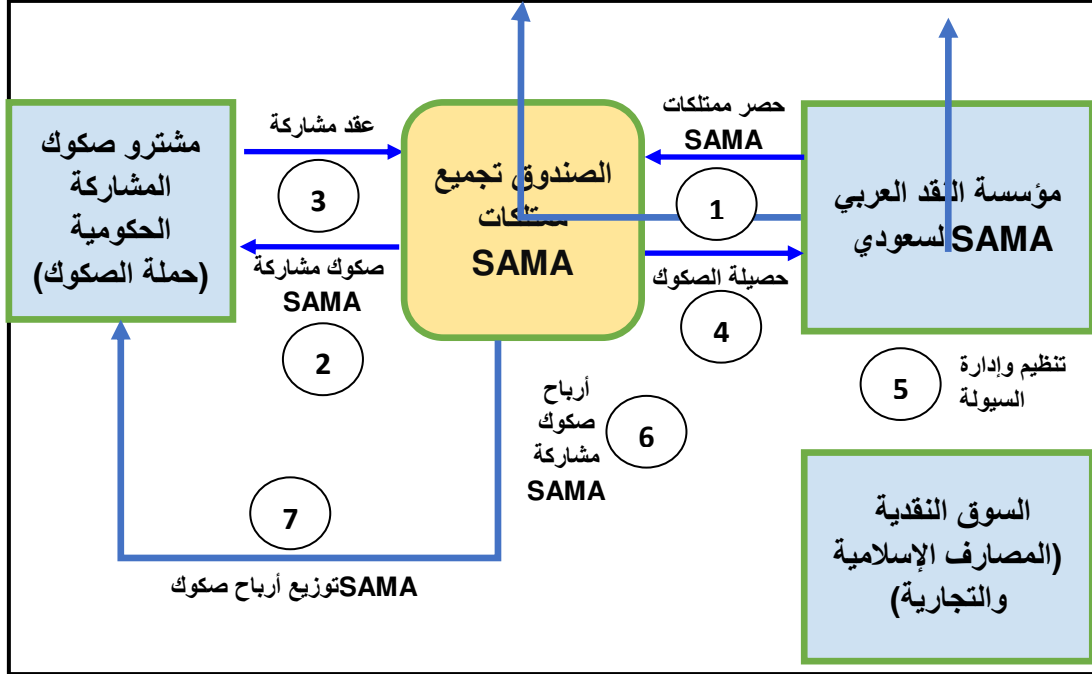 مشترو صكوك
المشاركة
الحكومية
(حملة الصكوك)
عقد مشاركة
3
صكوك مشاركة
SAMA
2
الصندوق تجميع
ممتلكات
SAMA
حصر ممتلكات
SAMA
1
حصيلة الصكوك
4
مؤسسة النقد العربي
SAMAلسعودي
5
تنظيم وإدارة
السيولة
أرباح
صكوك
مشاركة
SAMA
6
7
SAMAتوزيع أرباح صكوك
السوق النقدية
(المصارف الإسلامية
والتجارية)